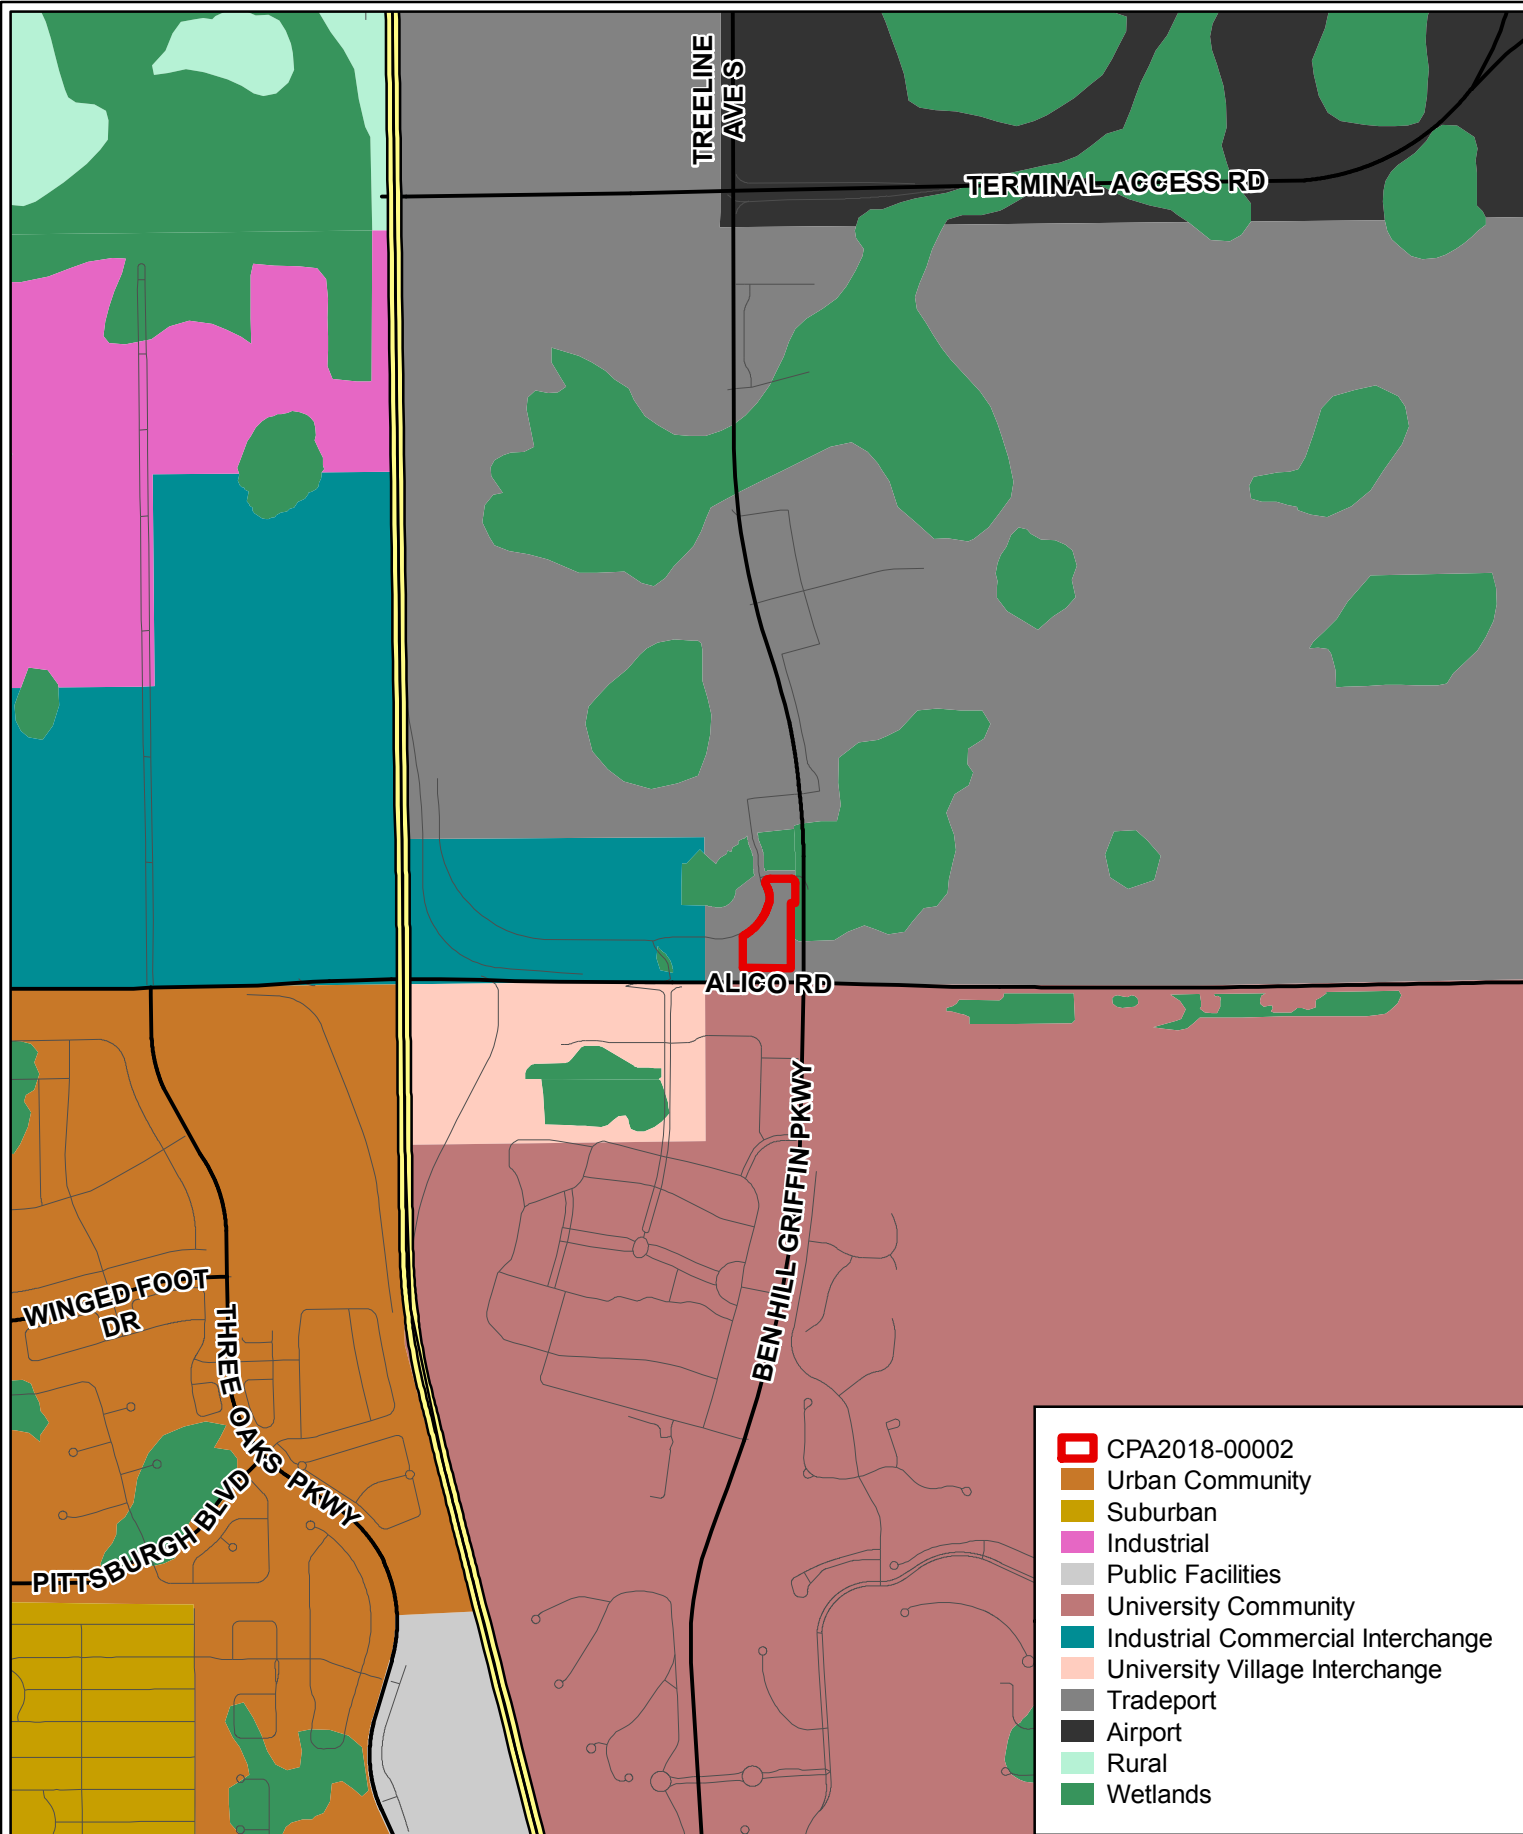 TREELINE
AVE S
TERMINAL ACCESS RD
ALICO RD
BEN HILL GRIFFIN PKWY
WINGED FOOT
DR
THREE OAKS PKWY
PITTSBURGH BLVD
CPA2018-00002
Urban Community
Suburban
Industrial
Public Facilities
University Community
Industrial Commercial Interchange
University Village Interchange
Tradeport
Airport
Rural
Wetlands